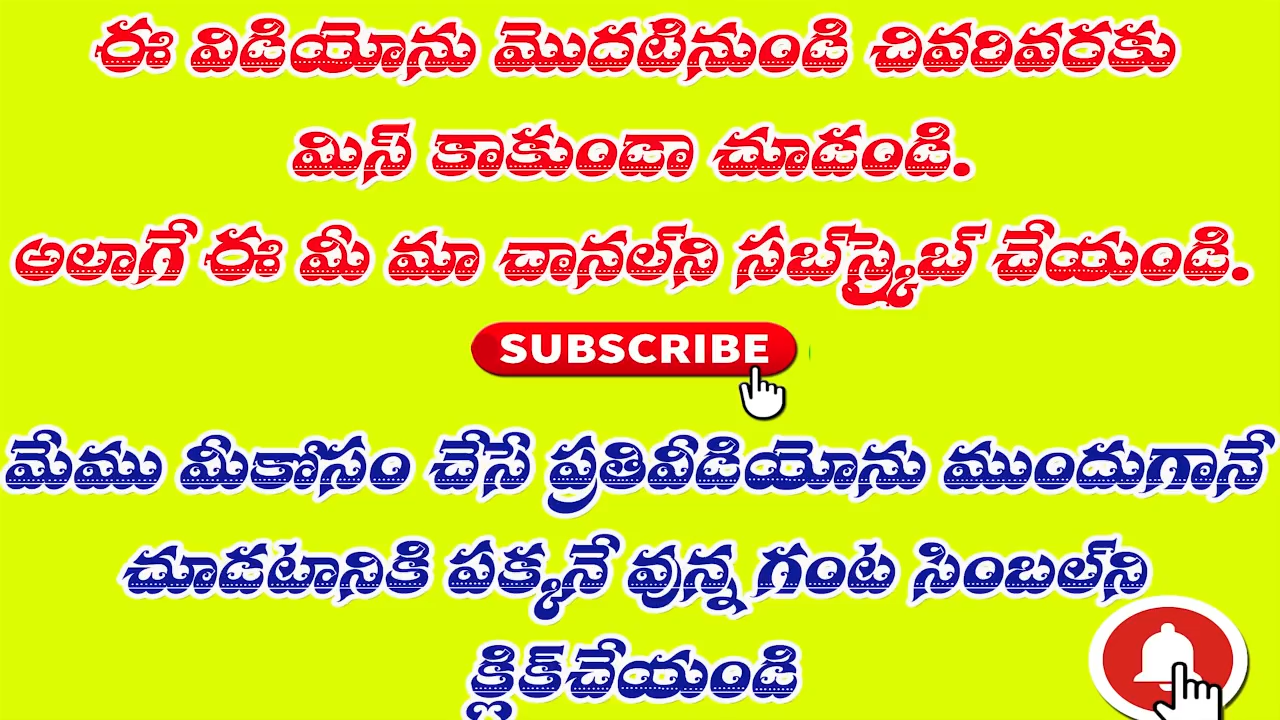 ఈ విడియోను మొదటినుండి చివరివరకు
మిస్ కాకుండా చూడండి.
అలాగే ఈ మీ మా చానల్‌ని సబ్‌స్క్రైబ్ చేయండి.
SUBSCRIBE
మేము మీకోసం చేసే ప్రతివీడియోను ముందుగానే
చూడటానికి పక్కనే వున్న గంట సింబల్‌ని
క్లిక్‌చేయండి